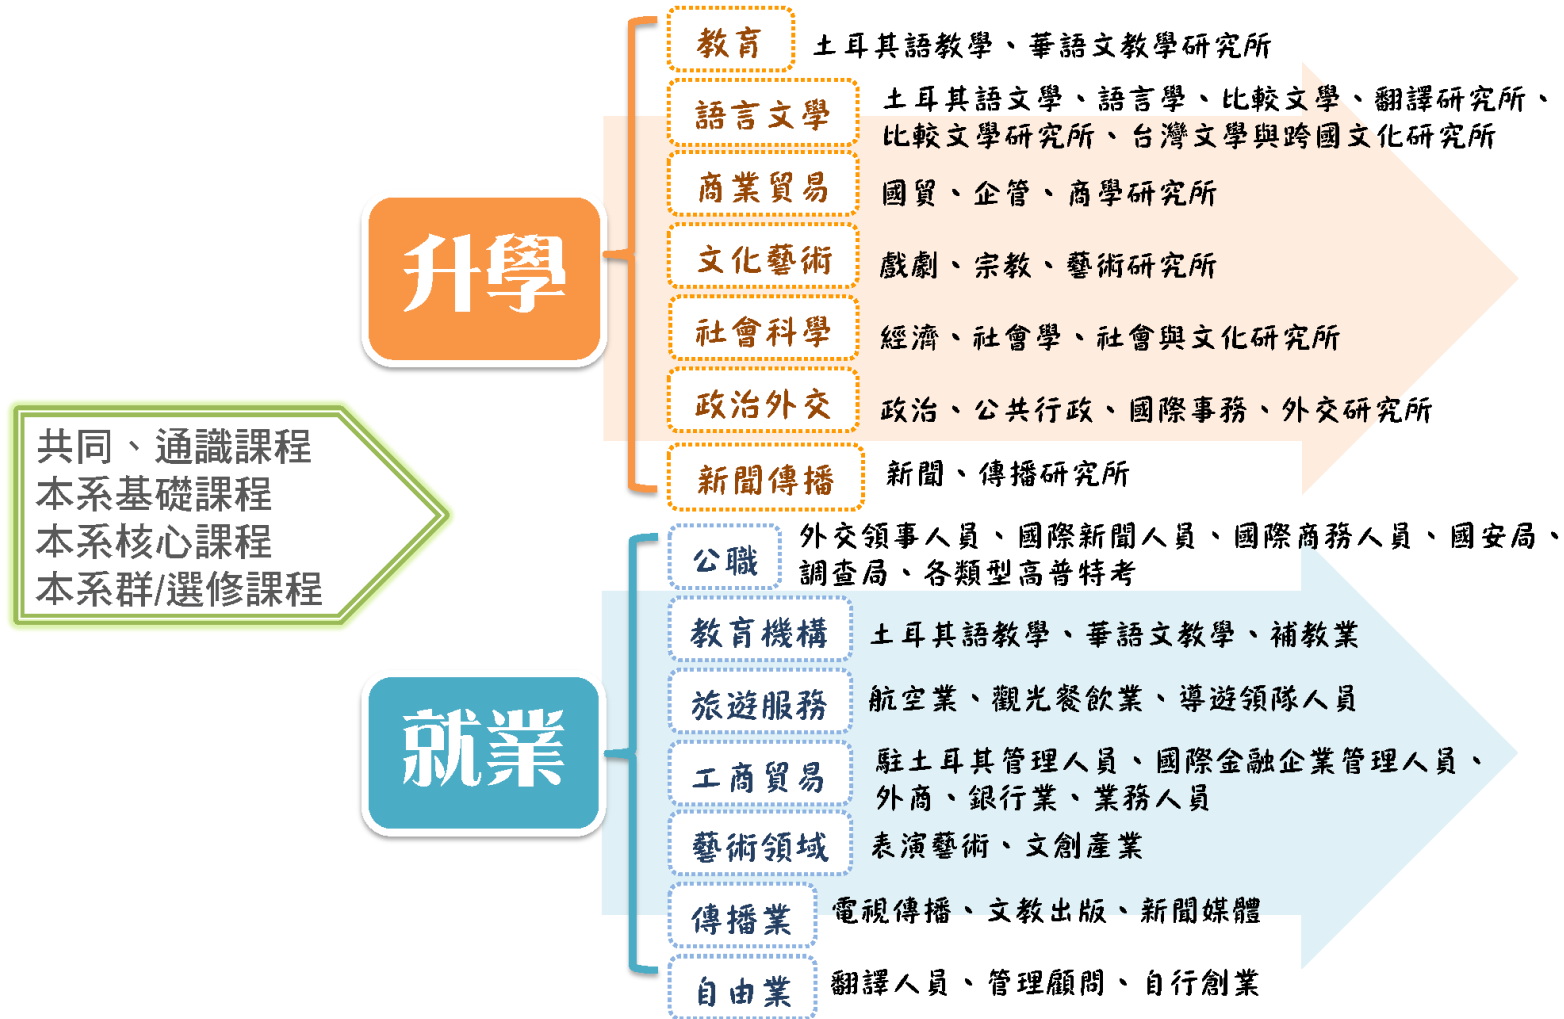 共同、通識課程
本系基礎課程
本系核心課程
本系群/選修課程
升學
教育
土耳其語教學、華語文教學研究所
語言文學
土耳其語文學、語言學、比較文學、翻譯研究所、
比較文學研究所、台灣文學與跨國文化研究所
商業貿易
國貿、企管、商學研究所
文化藝術
戲劇、宗教、藝術研究所
社會科學
經濟、社會學、社會與文化研究所
政治外交
政治、公共行政、國際事務、外交研究所
新聞傳播
新聞、傳播研究所
就業
公職
外交領事人員、國際新聞人員、國際商務人員、國安局、
調查局、各類型高普特考
教育機構
土耳其語教學、華語文教學、補教業
旅遊服務
航空業、觀光餐飲業、導遊領隊人員
工商貿易
駐土耳其管理人員、國際金融企業管理人員、
外商、銀行業、業務人員
藝術領域
表演藝術、文創產業
傳播業
電視傳播、文教出版、新聞媒體
自由業
翻譯人員、管理顧問、自行創業